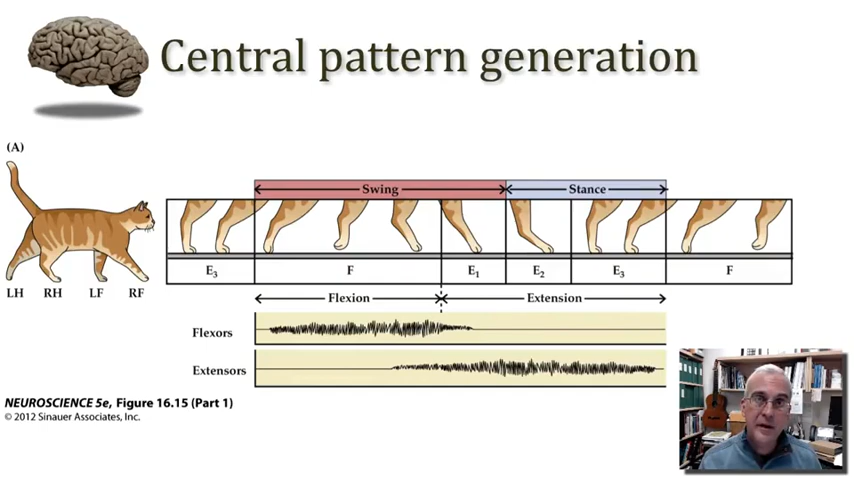 Central pattern generation
(A)
Swing
Stance
E₃
F
E₁
E₂
E₃
F
LH
RH
LF
RF
Flexion
Extension
Flexors
Extensors
NEUROSCIENCE 5e, Figure 16.15 (Part 1)
© 2012 Sinauer Associates, Inc.